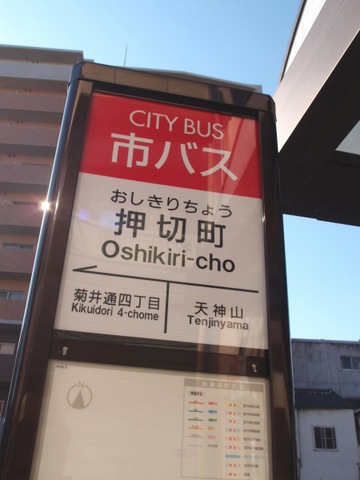 CITY BUS
市バス
おしきりちょう
押切町
Oshikiri-cho
菊井通四丁目
Kikuidori 4-chome
天神山
Tenjinyama
N